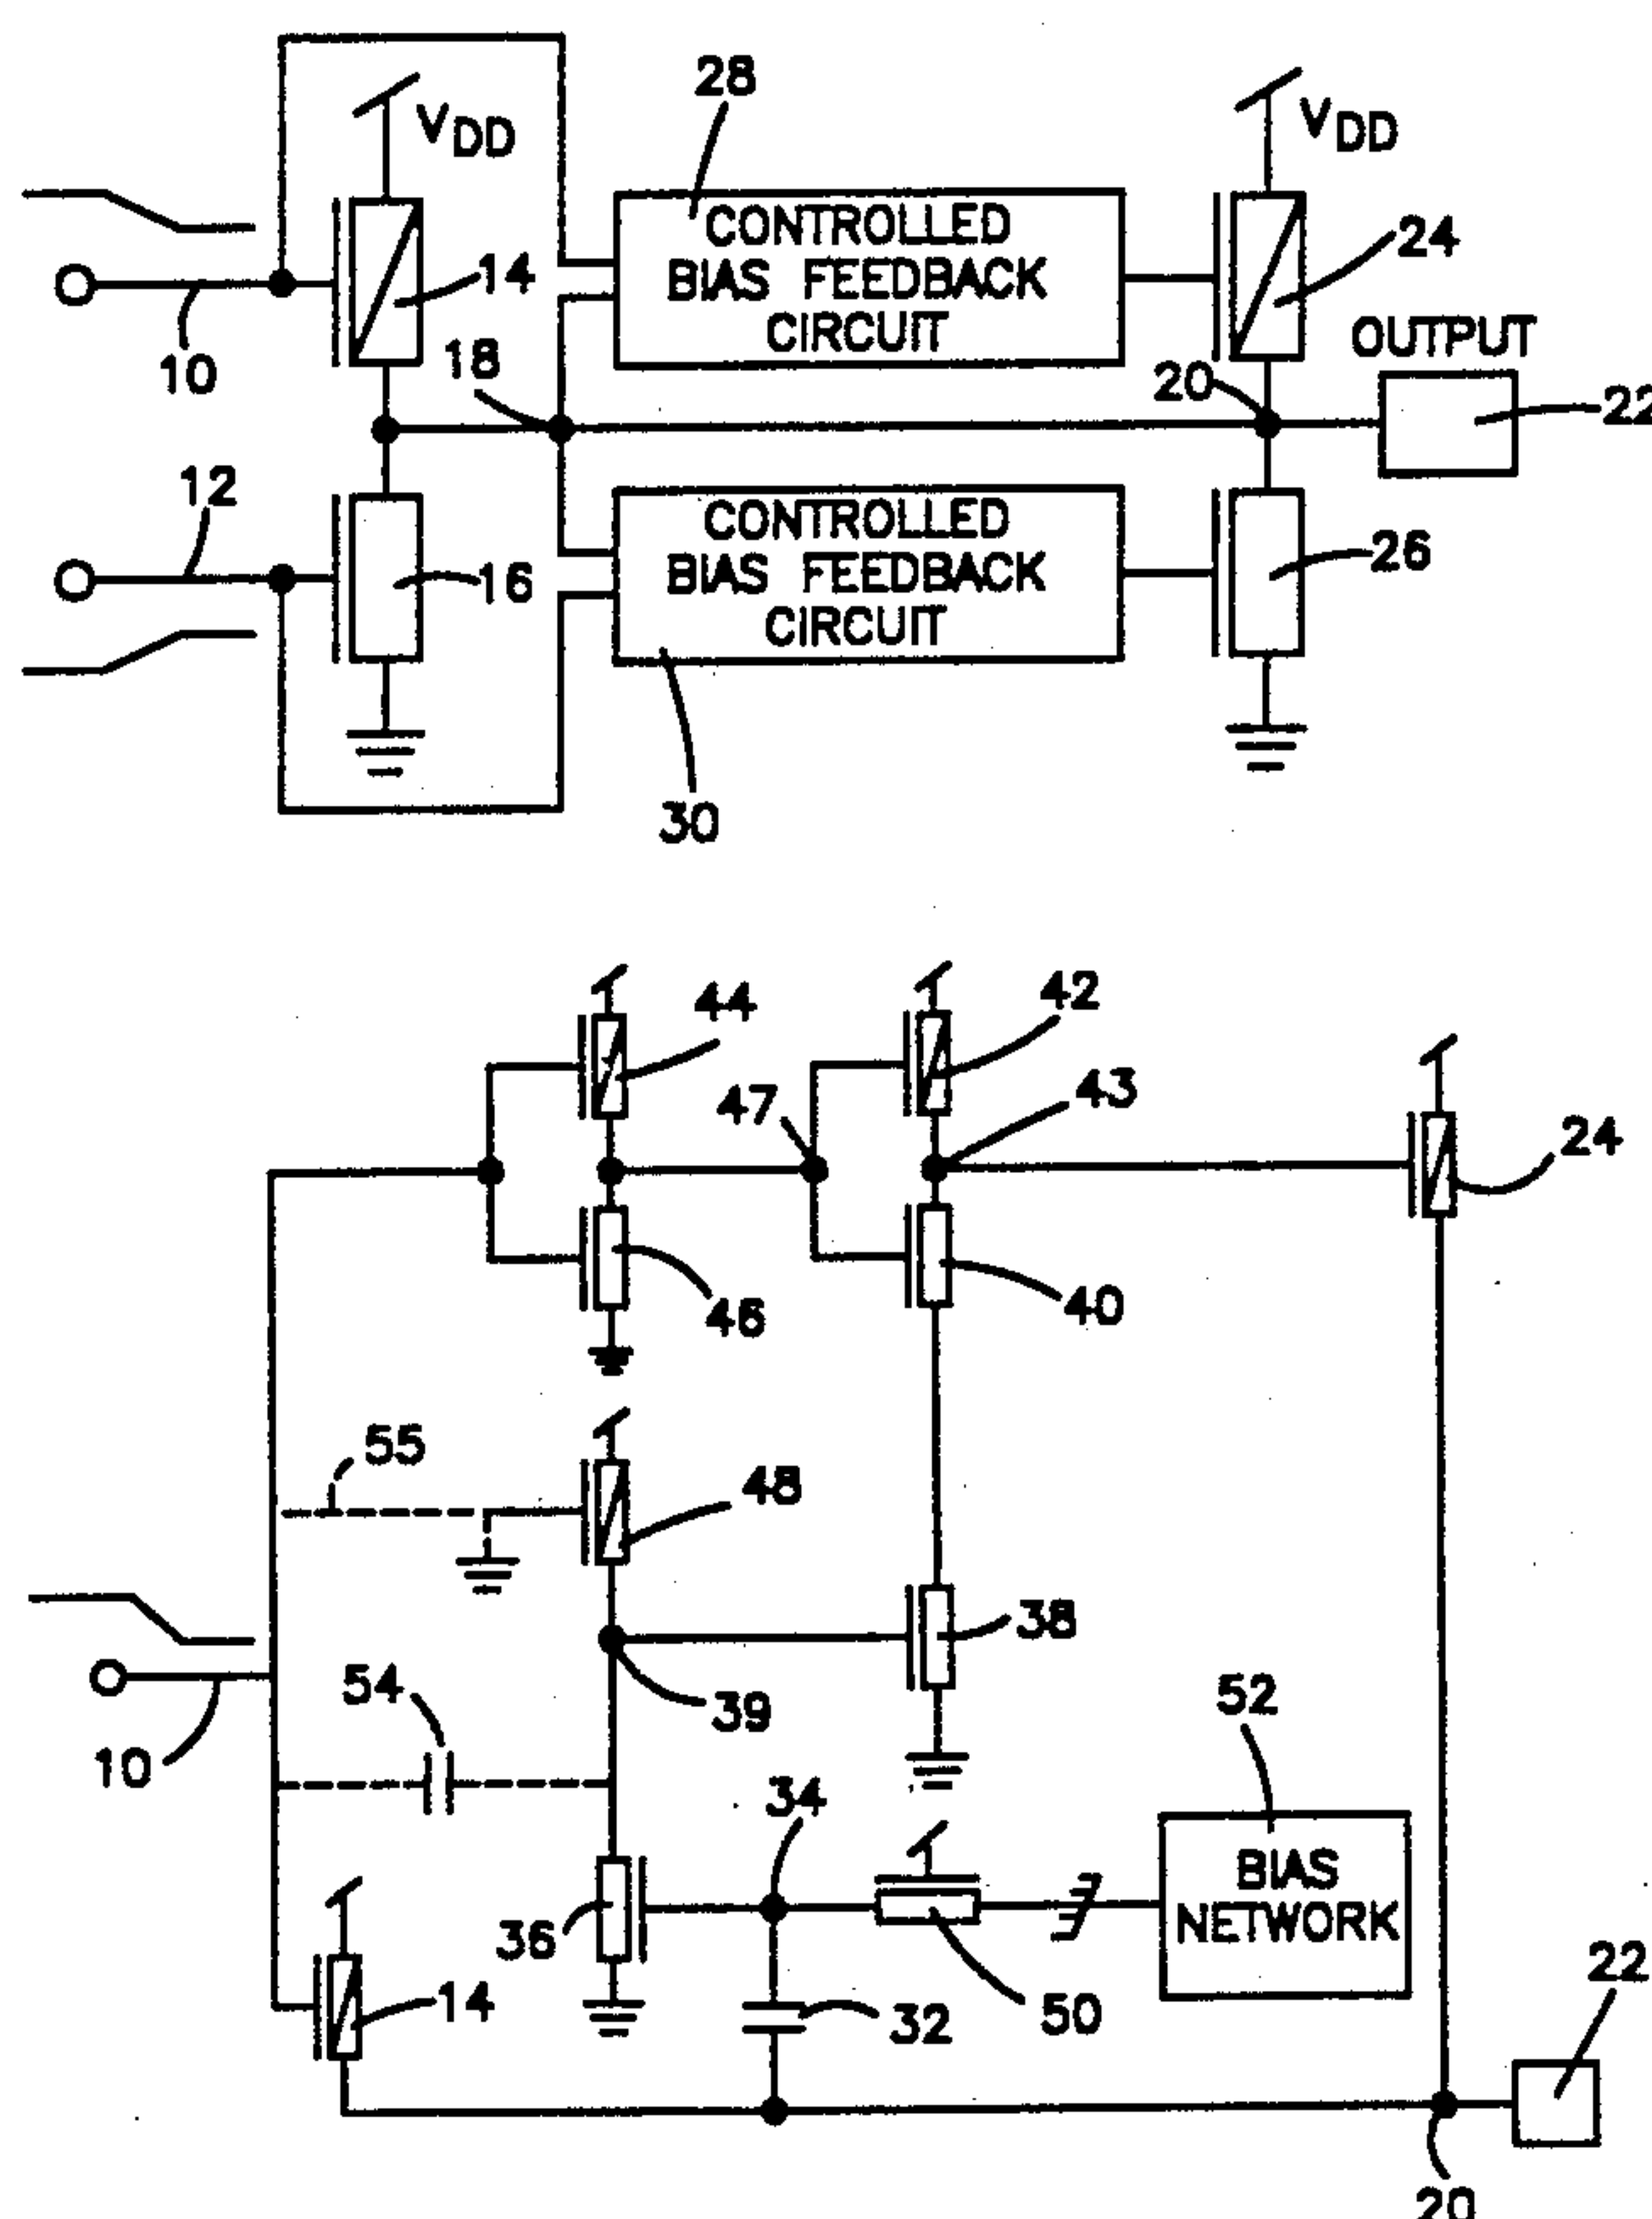 28
VDD
VDD
CONTROLLED
BIAS FEEDBACK
CIRCUIT
24
14
OUTPUT
10
18
20
22
12
CONTROLLED
BIAS FEEDBACK
CIRCUIT
26
16
30
44
42
47
43
24
46
40
55
48
38
54
39
52
10
34
BIAS
NETWORK
36
14
32
50
22
20